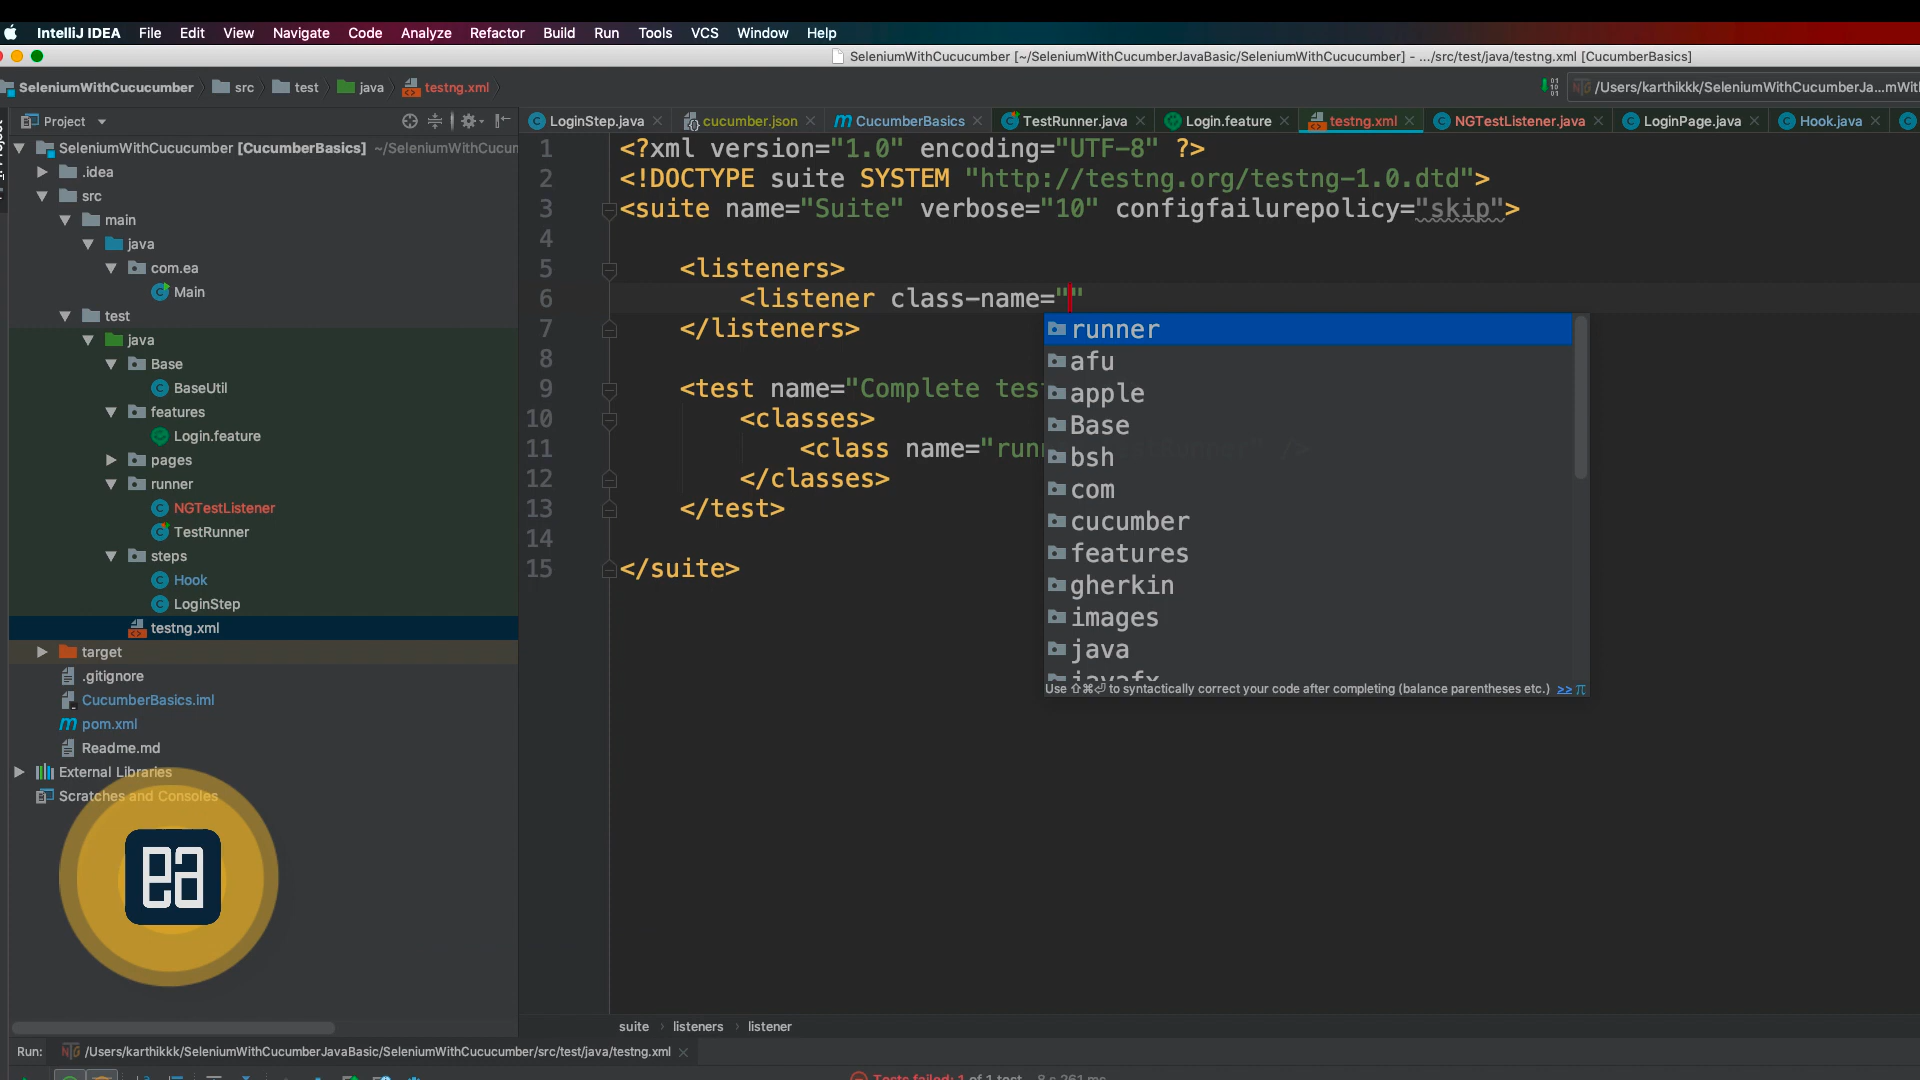 IntelliJ IDEA File Edit View Navigate Code Analyze Refactor Build Run Tools VCS Window Help
SeleniumWithCucucumber [~/SeleniumWithCucumberJavaBasic/SeleniumWithCucucumber] - .../src/test/java/testng.xml [CucumberBasics]
SeleniumWithCucucumber src test java testng.xml
/Users/karthikkk/SeleniumWithCucumberJa...mWith
Project
LoginStep.java cucumber.json CucumberBasics TestRunner.java Login.feature testng.xml NGTestListener.java LoginPage.java Hook.java
SeleniumWithCucucumber [CucumberBasics] ~/SeleniumWithCucum
.idea
src
main
java
com.ea
Main
test
java
Base
BaseUtil
features
Login.feature
pages
runner
NGTestListener
TestRunner
steps
Hook
LoginStep
testng.xml
target
.gitignore
CucumberBasics.iml
pom.xml
Readme.md
External Libraries
Scratches and Consoles
ea
1 <?xml version="1.0" encoding="UTF-8" ?>
2 <!DOCTYPE suite SYSTEM "http://testng.org/testng-1.0.dtd">
3 <suite name="Suite" verbose="10" configfailurepolicy="skip">
4
5 <listeners>
6 <listener class-name=""
7 </listeners>
8
9 <test name="Complete tes
10 <classes>
11 <class name="run
12 </classes>
13 </test>
14
15 </suite>
runner
afu
apple
Base
bsh
com
cucumber
features
gherkin
images
java
javafx
Use ⇧⌘⏎ to syntactically correct your code after completing (balance parentheses etc.) >> π
suite listeners listener
Run: /Users/karthikkk/SeleniumWithCucumberJavaBasic/SeleniumWithCucucumber/src/test/java/testng.xml
Tests failed: 1 of 1 test - 8 s 261 ms